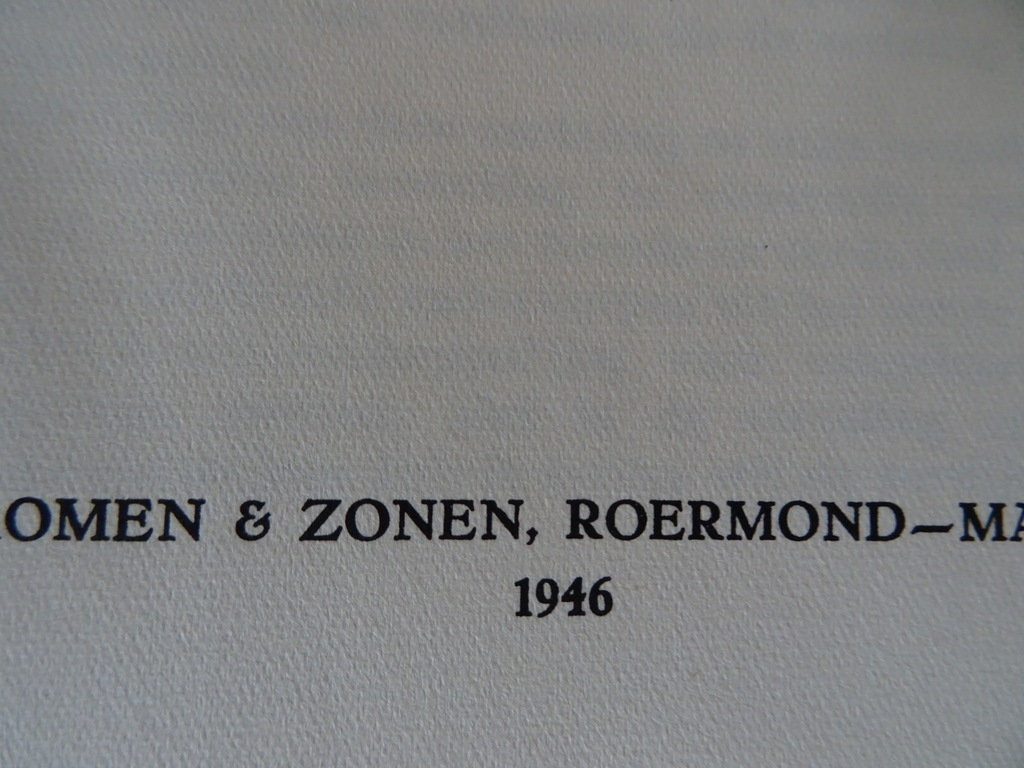 OMEN & ZONEN, ROERMOND—MA
1946